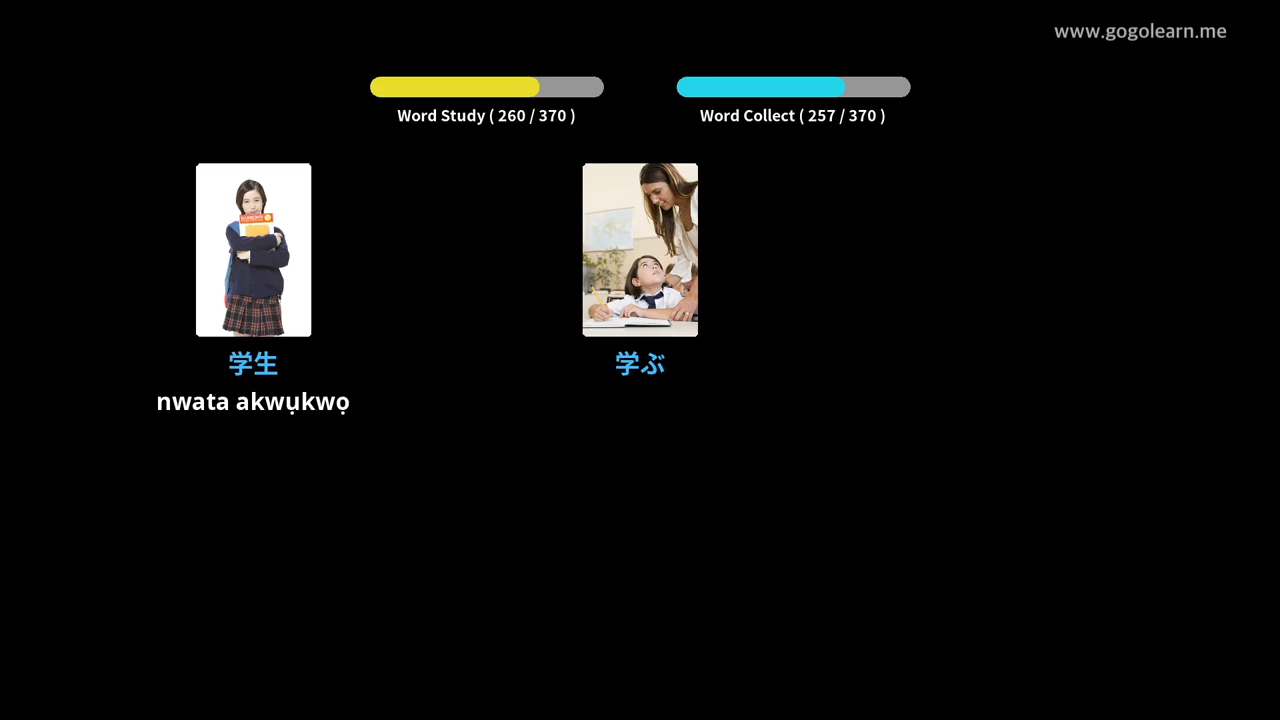 www.gogolearn.me
Word Study ( 260 / 370 )
Word Collect ( 257 / 370 )
学生
学ぶ
nwata akwụkwọ